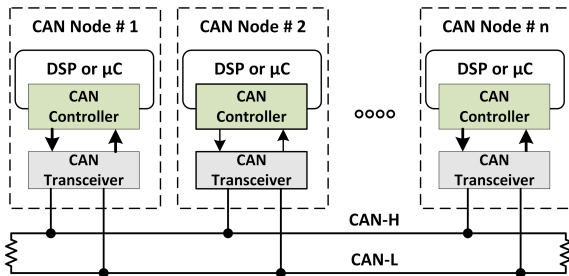 CAN Node # 1
DSP or µC
CAN
Controller
CAN
Transceiver
CAN Node # 2
DSP or µC
CAN
Controller
CAN
Transceiver
CAN Node # n
DSP or µC
CAN
Controller
CAN
Transceiver
CAN-H
CAN-L